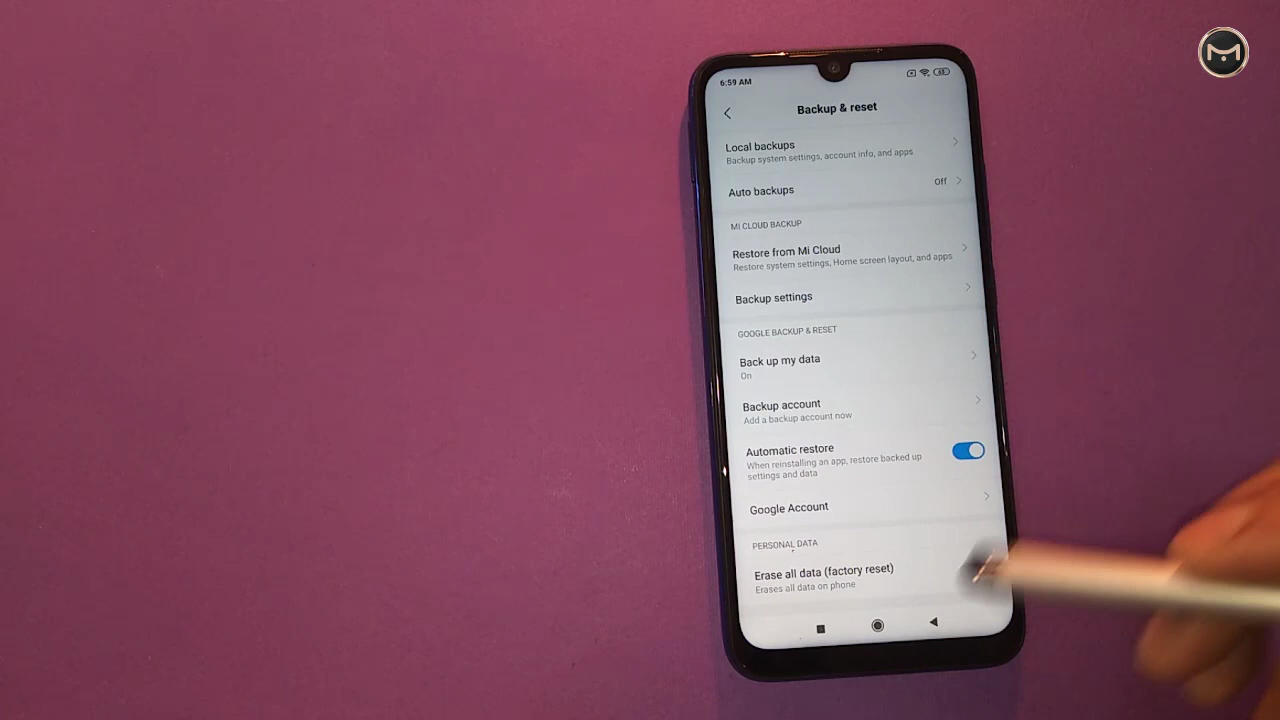 6:59 AM
Backup & reset
Local backups
Backup system settings, account info, and apps
Auto backups
Off
MI CLOUD BACKUP
Restore from Mi Cloud
Restore system settings, Home screen layout, and apps
Backup settings
GOOGLE BACKUP & RESET
Back up my data
On
Backup account
Add a backup account now
Automatic restore
When reinstalling an app, restore backed up
settings and data
Google Account
PERSONAL DATA
Erase all data (factory reset)
Erases all data on phone